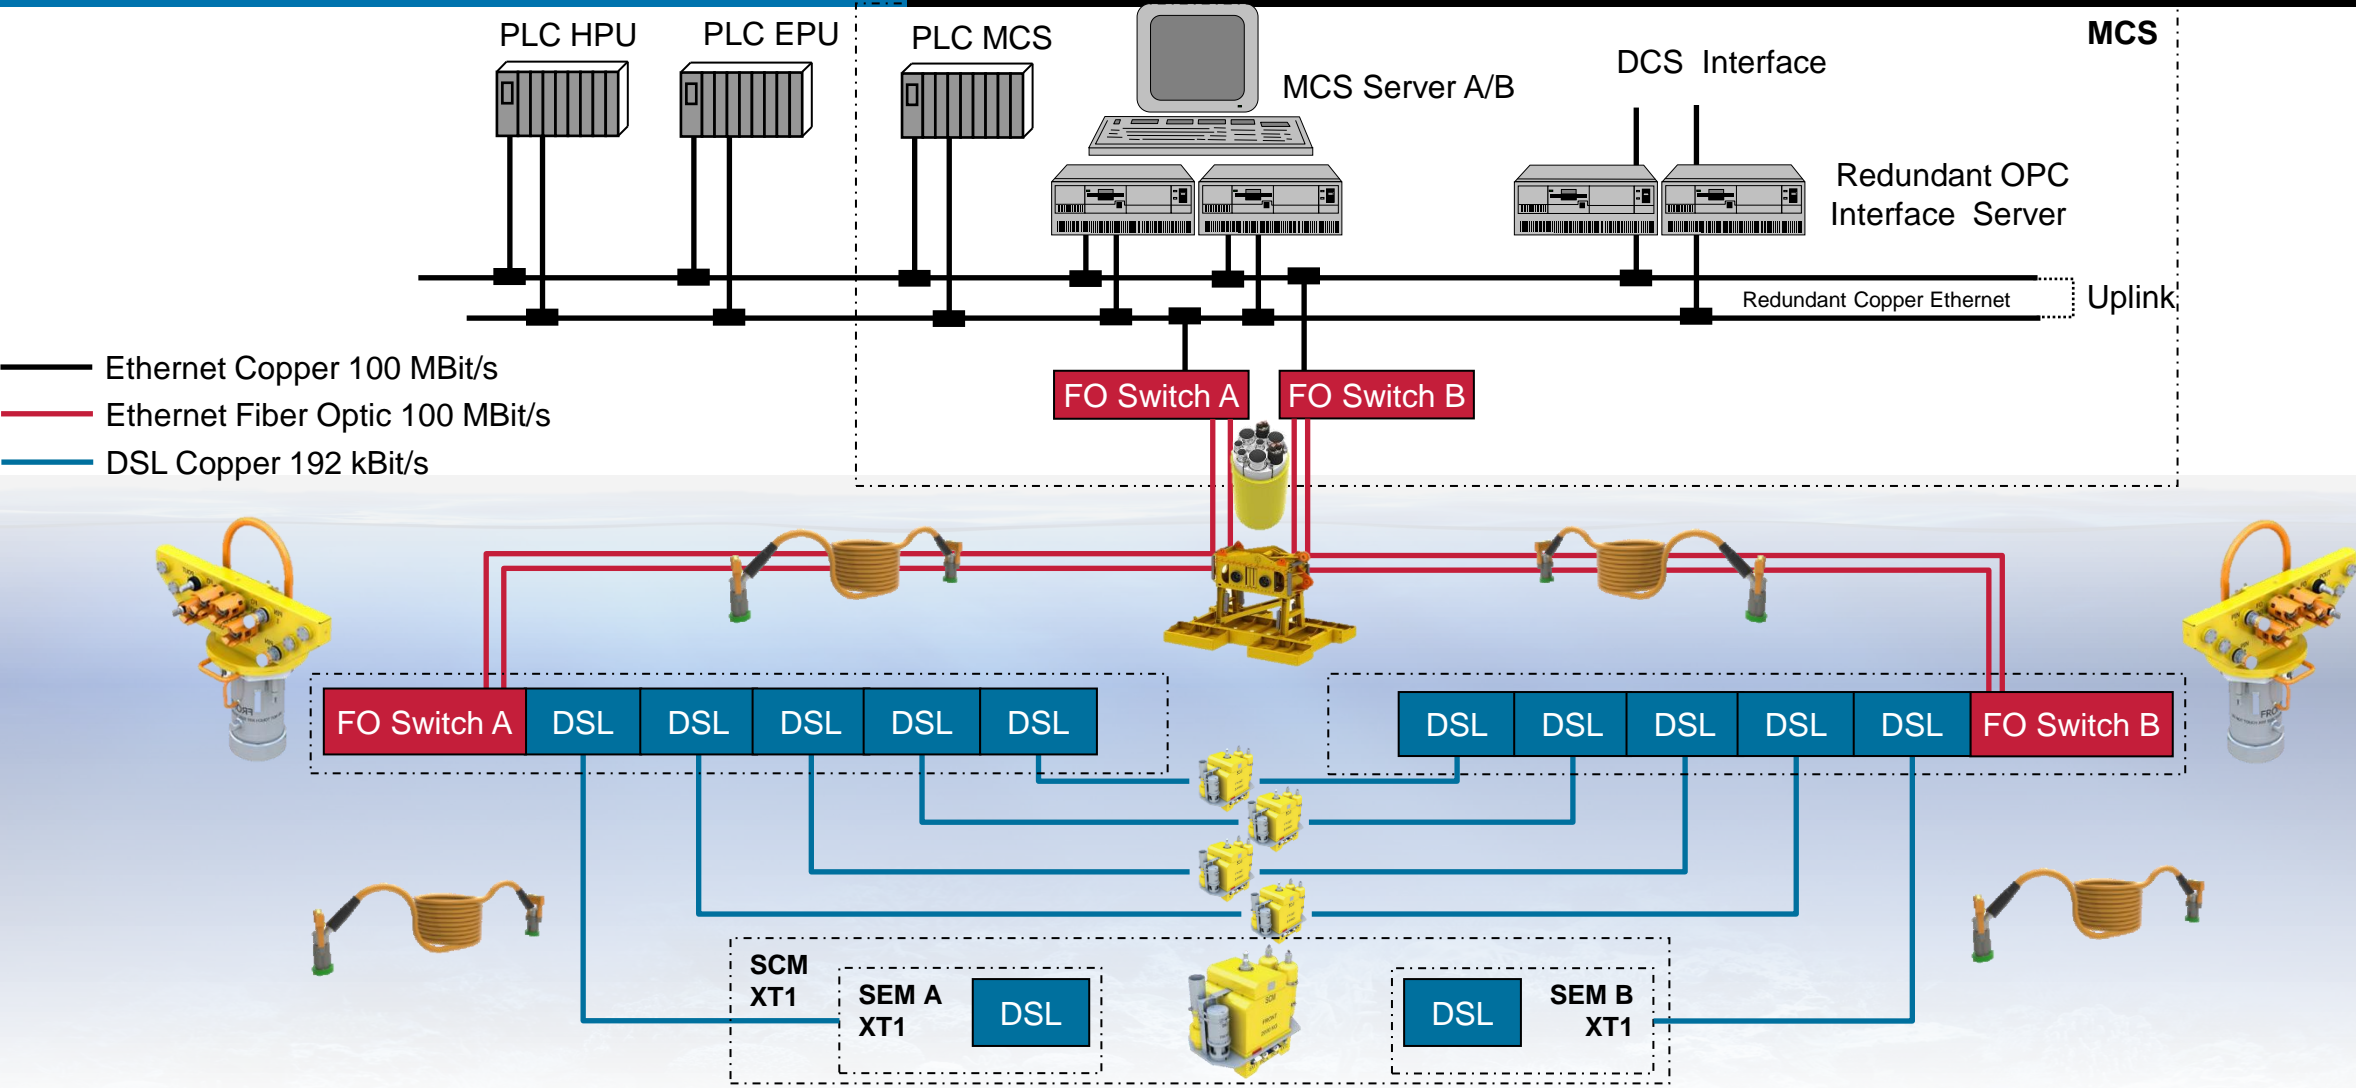 PLC HPU
PLC EPU
PLC MCS
MCS Server A/B
DCS Interface
MCS
Redundant OPC
Interface Server
Redundant Copper Ethernet
Uplink
Ethernet Copper 100 MBit/s
Ethernet Fiber Optic 100 MBit/s
DSL Copper 192 kBit/s
FO Switch A
FO Switch B
FO Switch A
DSL
DSL
DSL
DSL
DSL
DSL
DSL
DSL
DSL
DSL
FO Switch B
SCM
XT1
SEM A
XT1
DSL
SCM
FRONT
DSL
SEM B
XT1